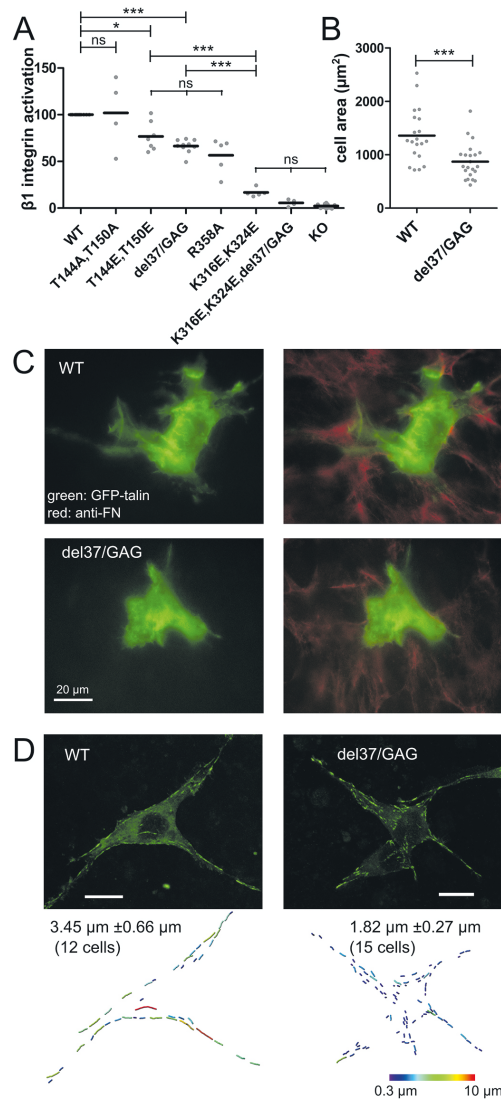 A
***
*
ns
***
***
ns
ns
β1 integrin activation
150
100
50
0
WT
T144A,T150A
T144E,T150E
del37/GAG
R358A
K316E,K324E
K316E,K324E,del37/GAG
KO
B
***
cell area (µm²)
3000
2000
1000
0
WT
del37/GAG
C
WT
green: GFP-talin
red: anti-FN
del37/GAG
20 µm
D
WT
del37/GAG
3.45 µm ±0.66 µm
(12 cells)
1.82 µm ±0.27 µm
(15 cells)
0.3 µm
10 µm